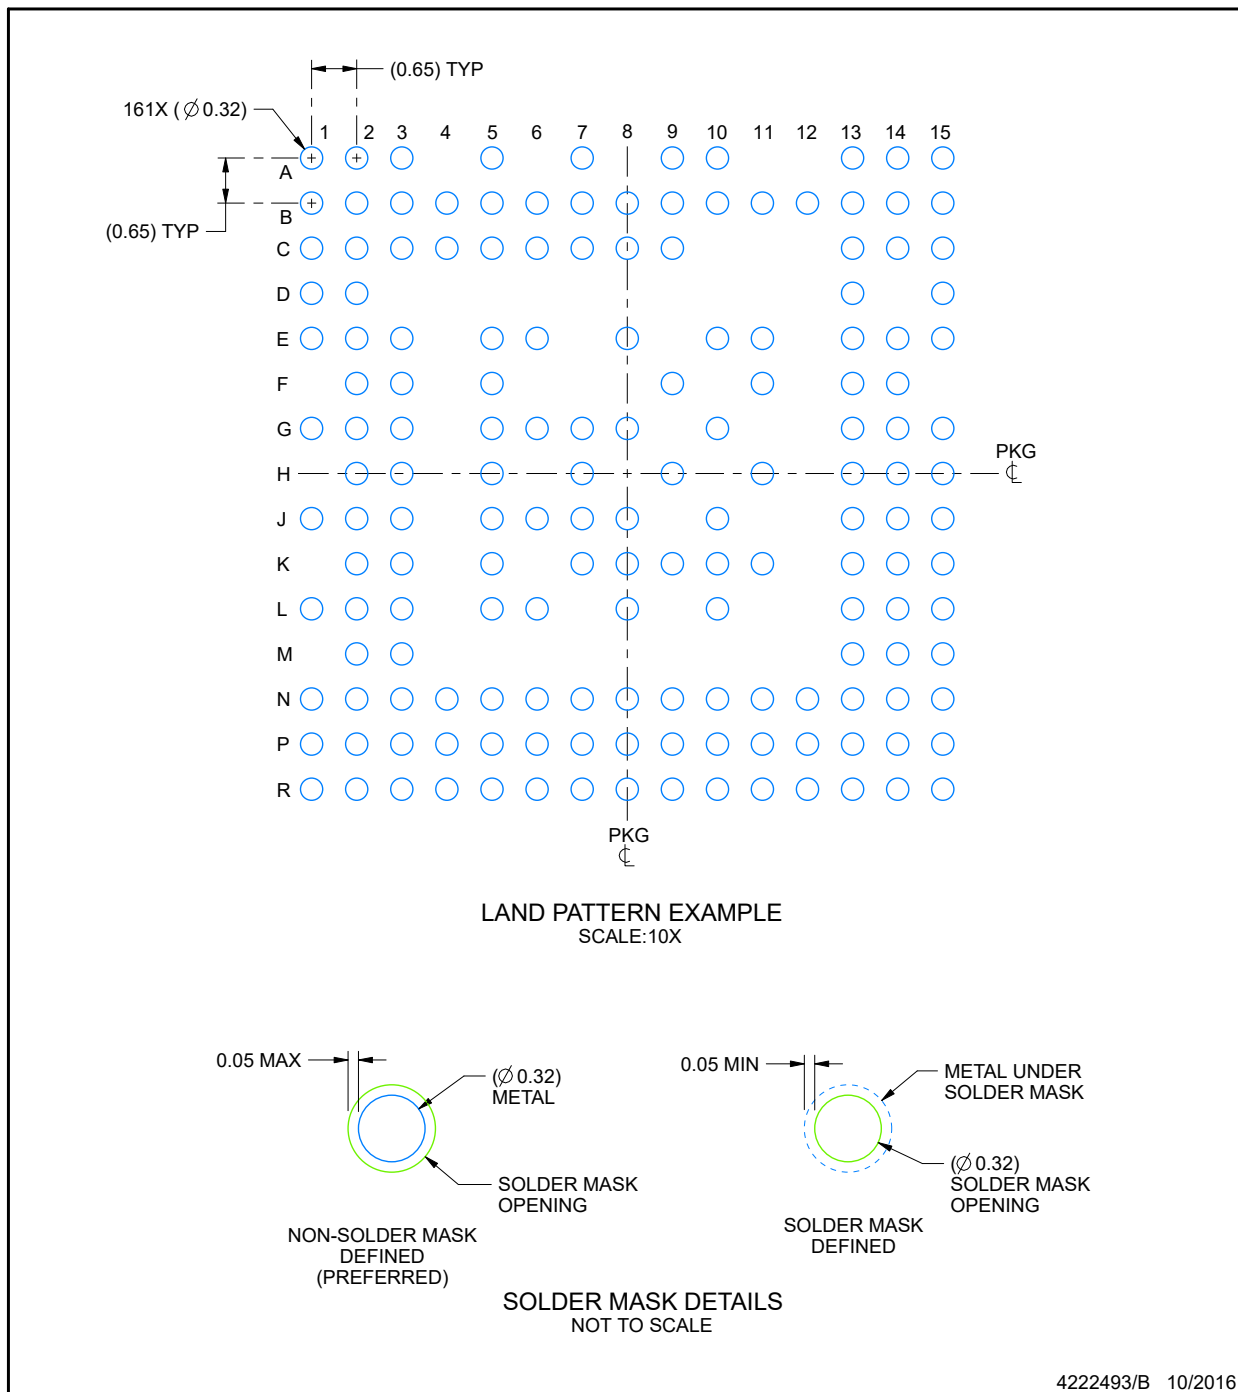 (0.65) TYP
161X ( ∅ 0.32)
1 2 3 4 5 6 7 8 9 10 11 12 13 14 15
A
B
(0.65) TYP
C
D
E
F
G
PKG
℄
H
J
K
L
M
N
P
R
PKG
℄
LAND PATTERN EXAMPLE
SCALE:10X
0.05 MAX
(∅ 0.32)
METAL
SOLDER MASK
OPENING
NON-SOLDER MASK
DEFINED
(PREFERRED)
0.05 MIN
METAL UNDER
SOLDER MASK
(∅ 0.32)
SOLDER MASK
OPENING
SOLDER MASK
DEFINED
SOLDER MASK DETAILS
NOT TO SCALE
4222493/B 10/2016